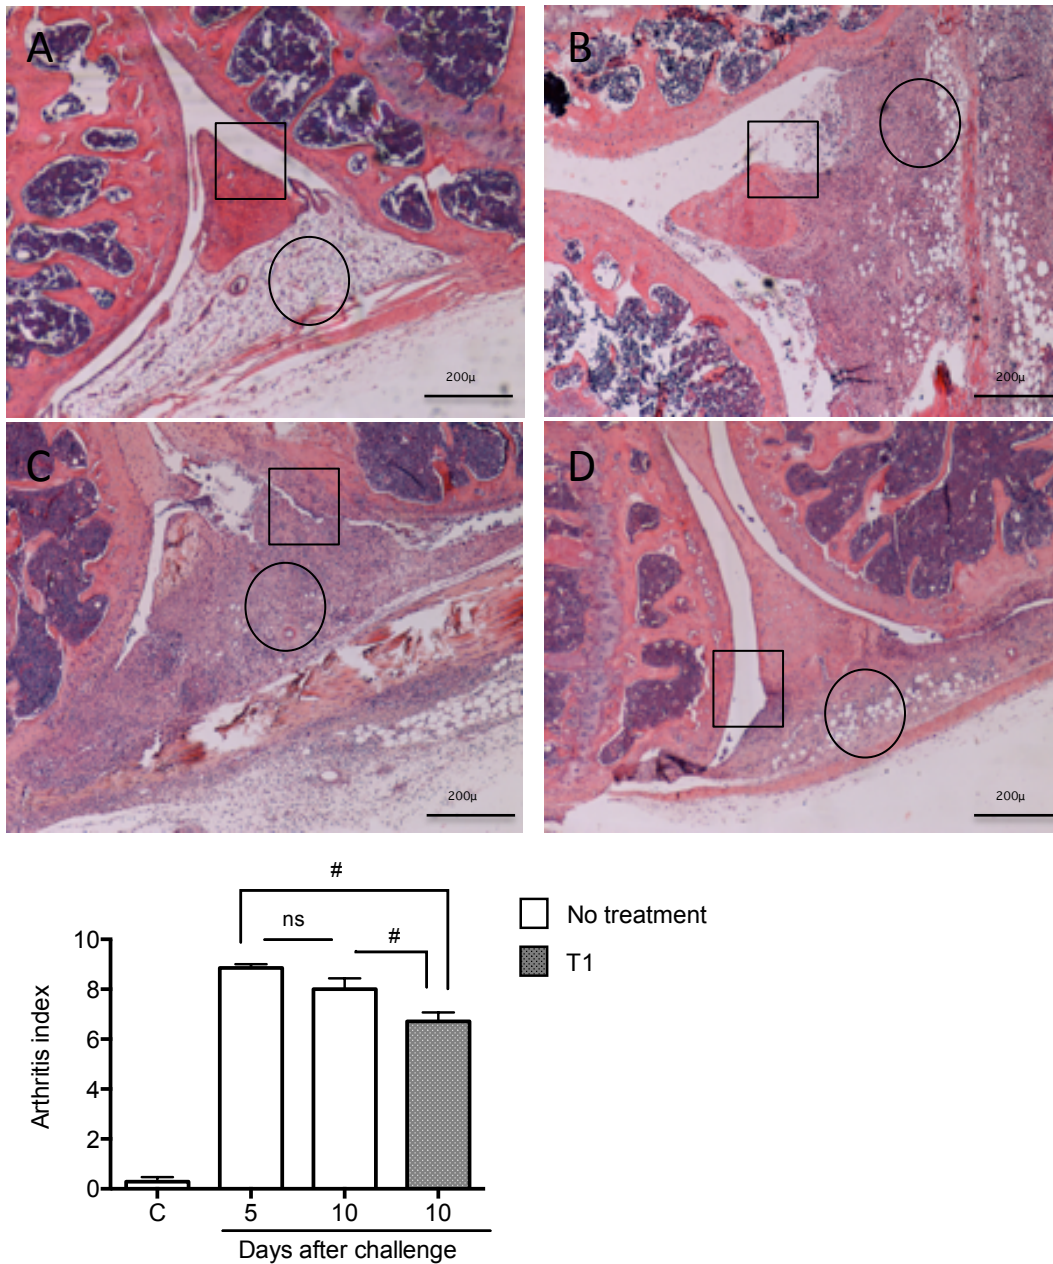 A
B
200µ
200µ
C
D
200µ
200µ
#
ns
#
No treatment
T1
10
8
6
4
2
0
Arthritis index
C 5 10 10
Days after challenge